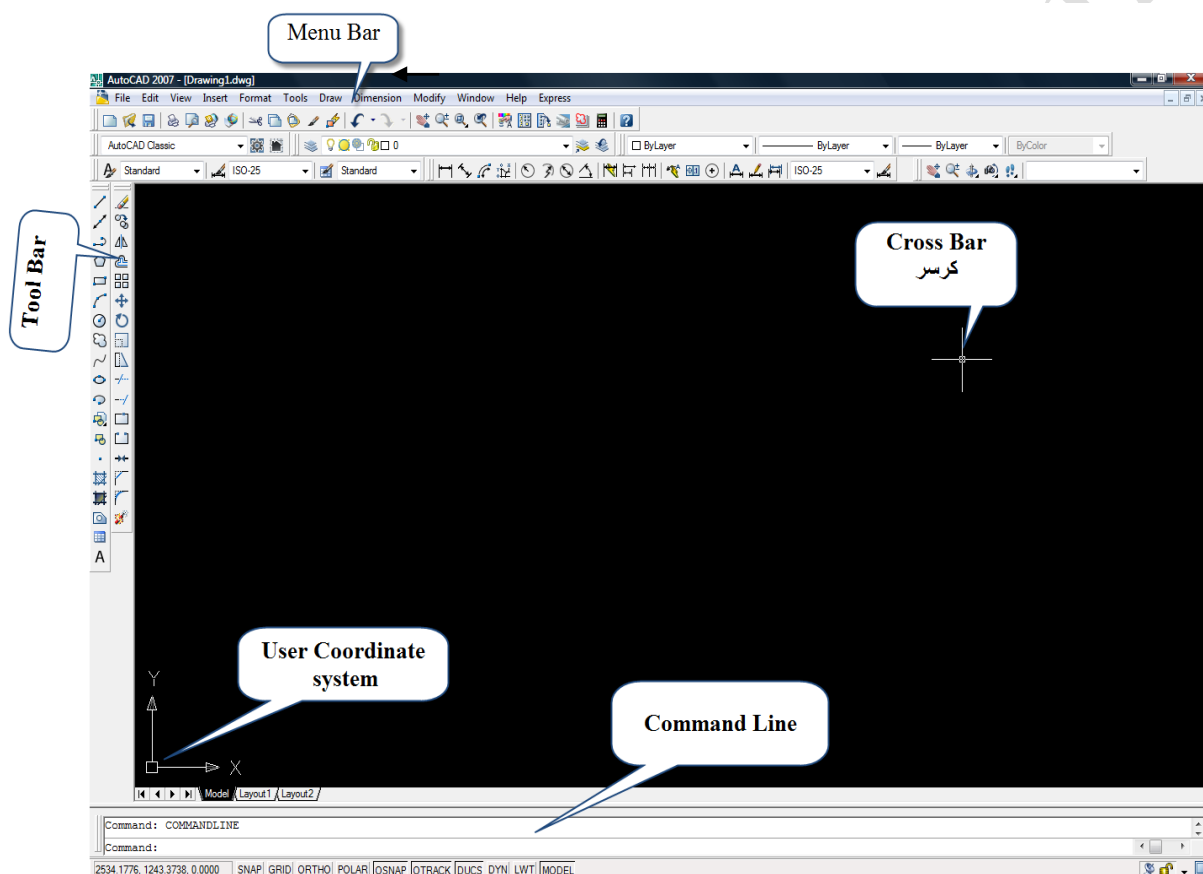 Menu Bar
AutoCAD 2007 - [Drawing1.dwg]
File Edit View Insert Format Tools Draw Dimension Modify Window Help Express
AutoCAD Classic 0 ByLayer ByLayer ByLayer ByColor
Standard ISO-25 Standard ISO-25
Tool Bar
Cross Bar
كرسر
A
User Coordinate
system
Y
X
Command Line
Model Layout1 Layout2
Command: COMMANDLINE
Command:
2534.1776, 1243.3738, 0.0000 SNAP GRID ORTHO POLAR OSNAP OTRACK DUCS DYN LWT MODEL